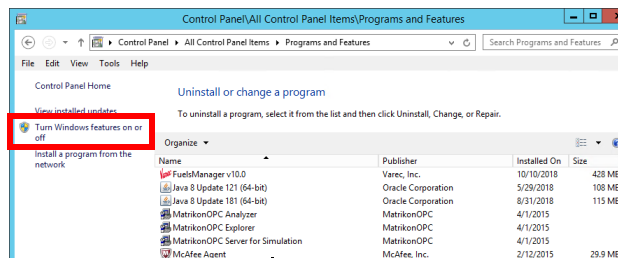 Control Panel\All Control Panel Items\Programs and Features
Control Panel All Control Panel Items Programs and Features
Search Programs and Features
File Edit View Tools Help
Control Panel Home
View installed updates
Turn Windows features on or
off
Install a program from the
network
Uninstall or change a program
To uninstall a program, select it from the list and then click Uninstall, Change, or Repair.
Organize
Name Publisher Installed On Size
FuelsManager v10.0 Varec, Inc. 10/10/2018 428 MB
Java 8 Update 121 (64-bit) Oracle Corporation 5/29/2018 108 MB
Java 8 Update 181 (64-bit) Oracle Corporation 8/31/2018 115 MB
MatrikonOPC Analyzer MatrikonOPC 4/1/2015
MatrikonOPC Explorer MatrikonOPC 4/1/2015
MatrikonOPC Server for Simulation MatrikonOPC 4/1/2015
McAfee Agent McAfee, Inc. 2/12/2015 29.9 MB